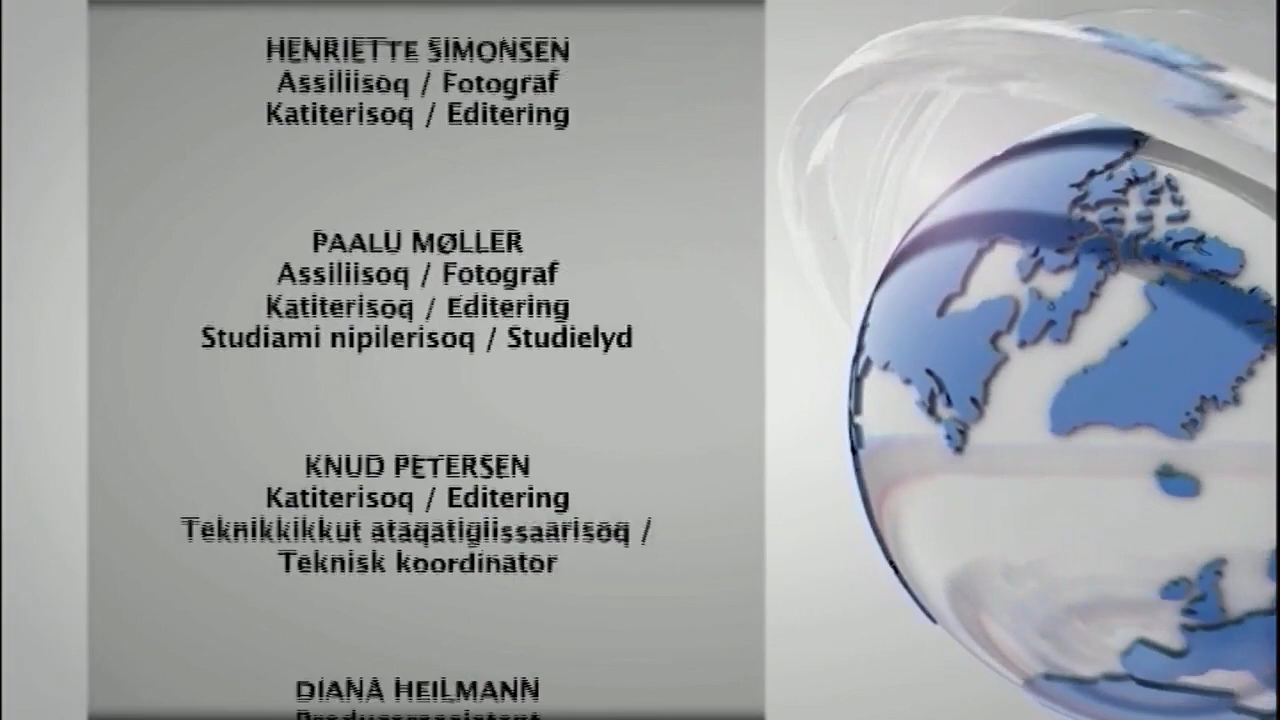 HENRIETTE SIMONSEN
Assiliisoq / Fotograf
Katiterisoq / Editering
PAALU MØLLER
Assiliisoq / Fotograf
Katiterisoq / Editering
Studiami nipilerisoq / Studielyd
KNUD PETERSEN
Katiterisoq / Editering
Teknikkikkut ataqatigiissaarisoq /
Teknisk koordinator
DIANA HEILMANN